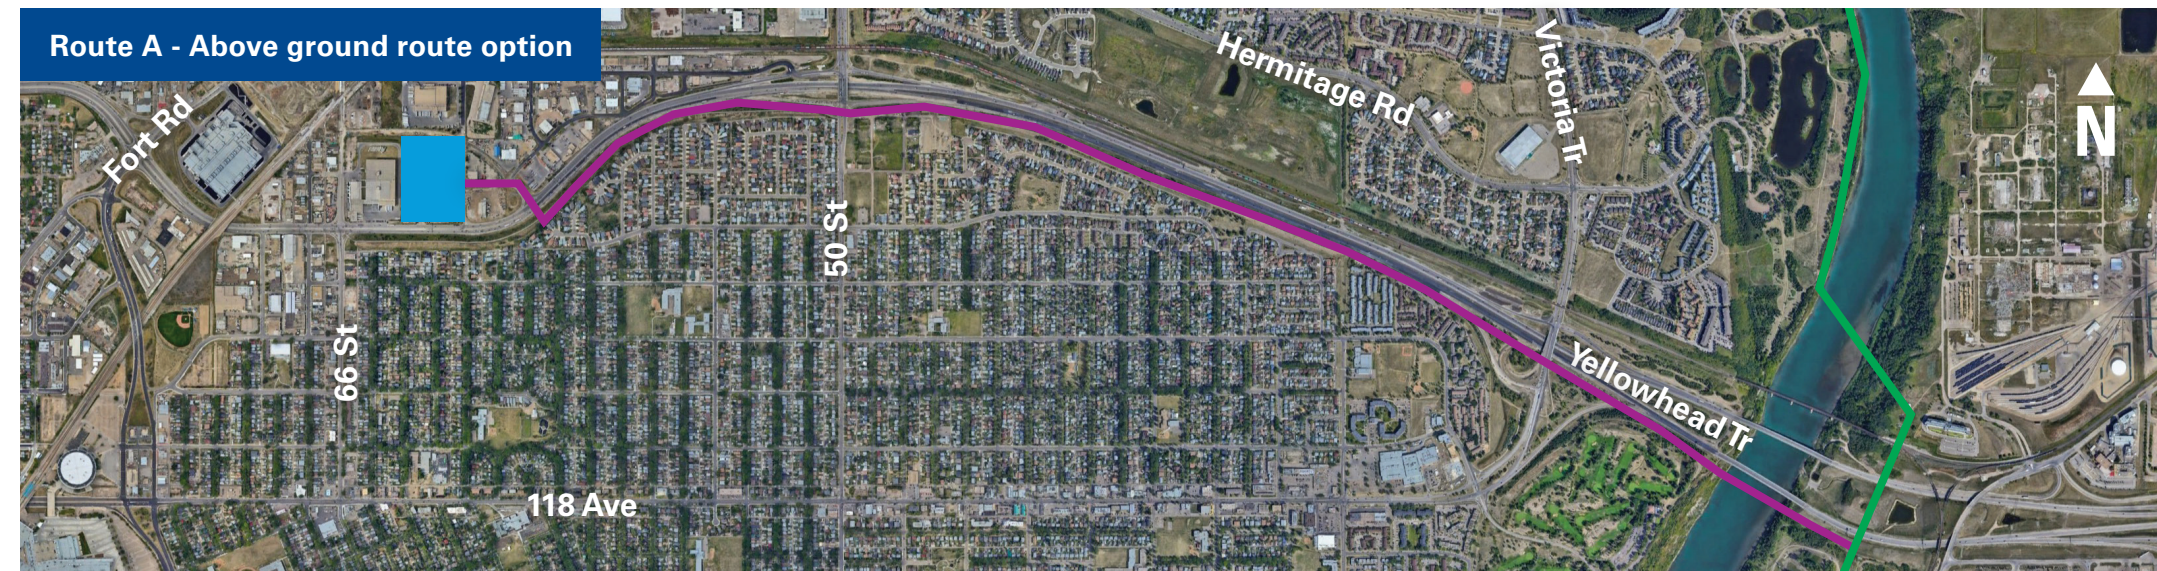 Route A - Above ground route option
Fort Rd
Hermitage Rd
Victoria Tr
N
50 St
66 St
Yellowhead Tr
118 Ave